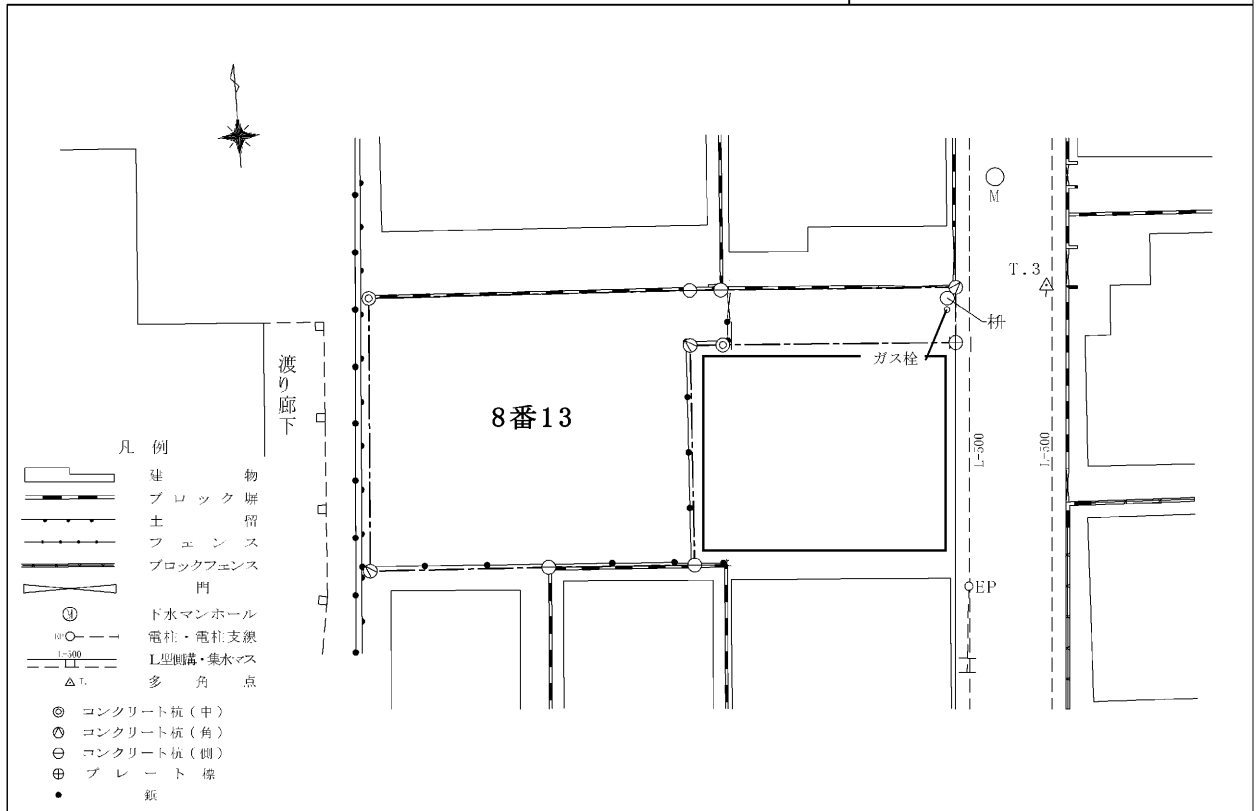 M
T.3
枡
ガス栓
渡り廊下
8番13
L-500
L-500
EP
凡例
建物
ブロック塀
土留
フェンス
ブロックフェンス
門
M 下水マンホール
EP 電柱・電柱支線
L-500 L型側溝・集水マス
T. 多角点
コンクリート杭(中)
コンクリート杭(角)
コンクリート杭(側)
プレート標
鋲